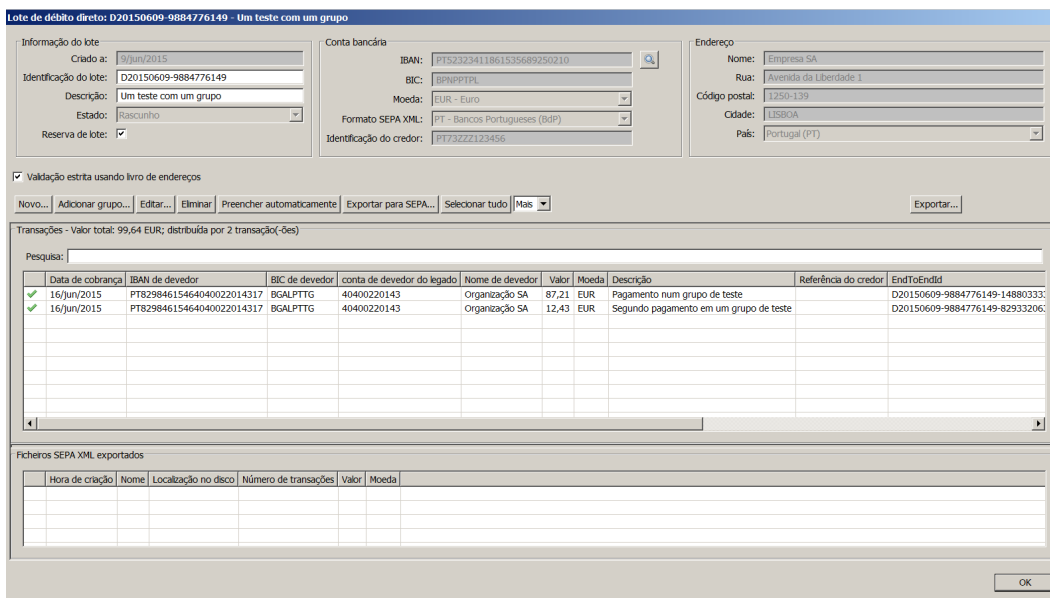 Lote de débito direto: D20150609-9884776149 - Um teste com um grupo
Informação do lote
Criado a: 9/jun/2015
Identificação do lote: D20150609-9884776149
Descrição: Um teste com um grupo
Estado: Rascunho
Reserva de lote:
Conta bancária
IBAN: PT52323411861535689250210
BIC: BPNPPTPL
Moeda: EUR - Euro
Formato SEPA XML: PT - Bancos Portugueses (BdP)
Identificação do credor: PT73ZZZ123456
Endereço
Nome: Empresa SA
Rua: Avenida da Liberdade 1
Código postal: 1250-139
Cidade: LISBOA
País: Portugal (PT)
Validação estrita usando livro de endereços
Novo... Adicionar grupo... Editar... Eliminar Preencher automaticamente Exportar para SEPA... Selecionar tudo Mais Exportar...
Transações - Valor total: 99,64 EUR; distribuída por 2 transação(-ões)
Pesquisa:
Data de cobrança IBAN de devedor BIC de devedor conta de devedor do legado Nome de devedor Valor Moeda Descrição Referência do credor EndToEndId
16/jun/2015 PT82984615464040022014317 BGALPTTG 40400220143 Organização SA 87,21 EUR Pagamento num grupo de teste D20150609-9884776149-14880333
16/jun/2015 PT82984615464040022014317 BGALPTTG 40400220143 Organização SA 12,43 EUR Segundo pagamento em um grupo de teste D20150609-9884776149-82933206
Ficheiros SEPA XML exportados
Hora de criação Nome Localização no disco Número de transações Valor Moeda
OK